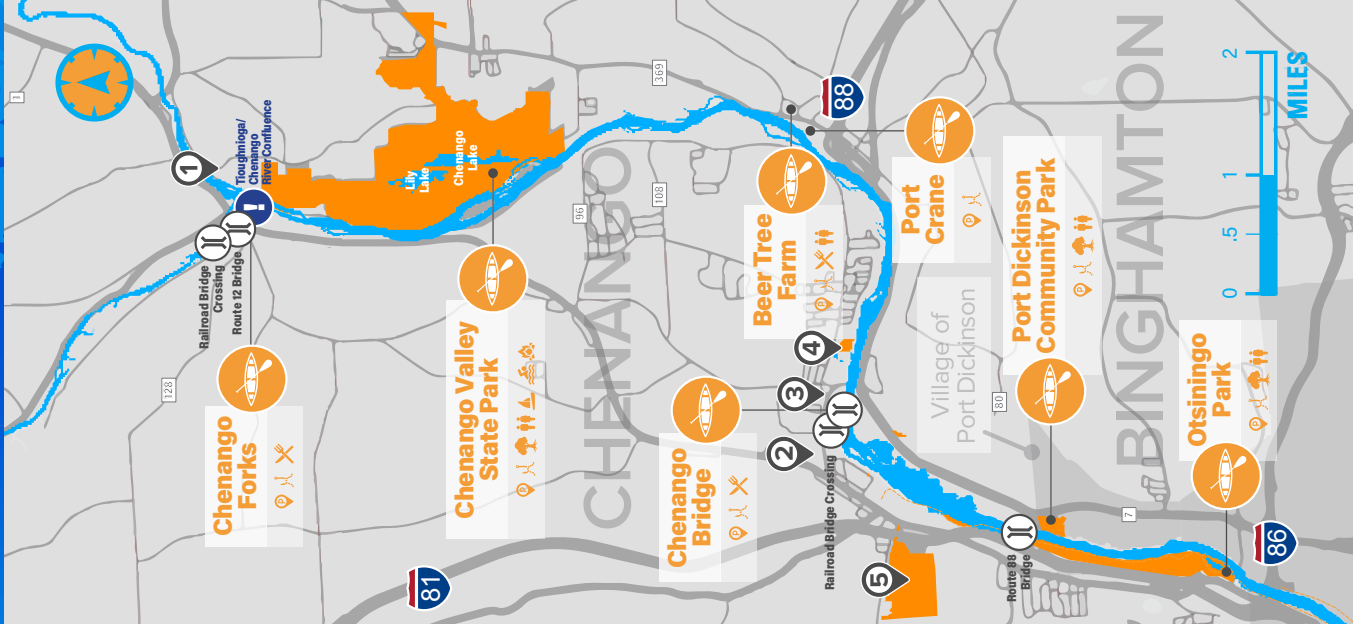 1
1
128
Railroad Bridge
Crossing
Route 12 Bridge
Tioughnioga/
Chenango
River Confluence
!
Chenango
Forks
81
Lily
Lake
Chenango
Lake
Chenango Valley
State Park
96
CHENANGO
108
369
Chenango
Bridge
Beer Tree
Farm
2
3
4
88
Railroad Bridge Crossing
5
Port
Crane
Village of
Port Dickinson
80
Route 88
Bridge
Port Dickinson
Community Park
7
BINGHAMTON
Otsiningo
Park
0
.5
1
2
86
MILES